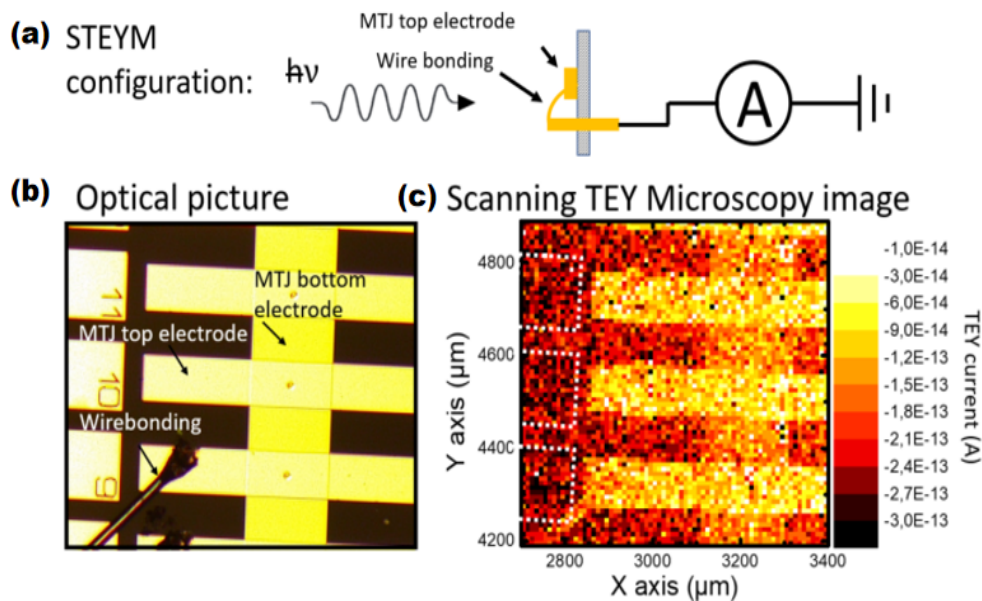 (a) STEYM
configuration:
hν
MTJ top electrode
Wire bonding
A
(b) Optical picture
MTJ bottom
electrode
MTJ top electrode
Wirebonding
11
10
9
(c) Scanning TEY Microscopy image
4800
4600
4400
4200
Y axis (µm)
2800 3000 3200 3400
X axis (µm)
-1,0E-14
-3,0E-14
-6,0E-14
-9,0E-14
-1,2E-13
-1,5E-13
-1,8E-13
-2,1E-13
-2,4E-13
-2,7E-13
-3,0E-13
TEY current (A)